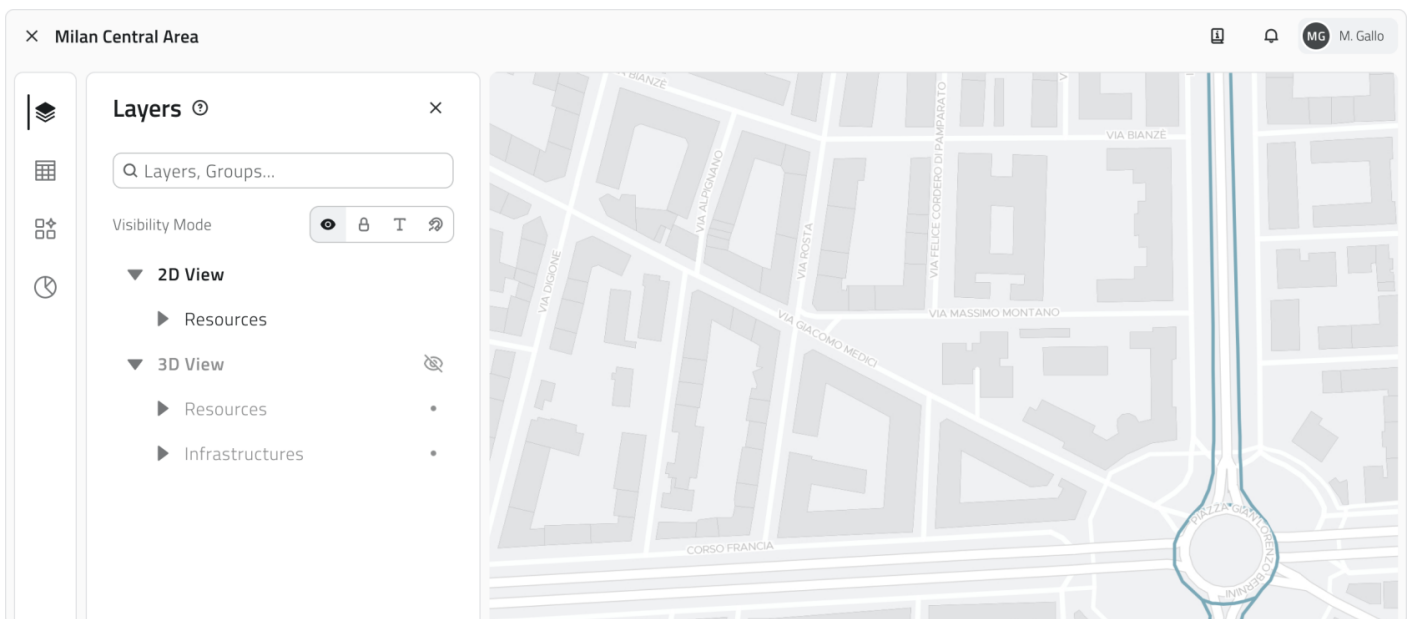 Milan Central Area
MG M. Gallo
Layers
Layers, Groups...
Visibility Mode
2D View
Resources
3D View
Resources
Infrastructures
VIA BIANZÈ
VIA ALPIGNANO
VIA FELICE CORDERO DI PAMPARATO
VIA BIANZÈ
VIA DIGIONE
VIA ROSTA
VIA GIACOMO MEDICI
VIA MASSIMO MONTANO
CORSO FRANCIA
PIAZZA GIAN LORENZO BERNINI